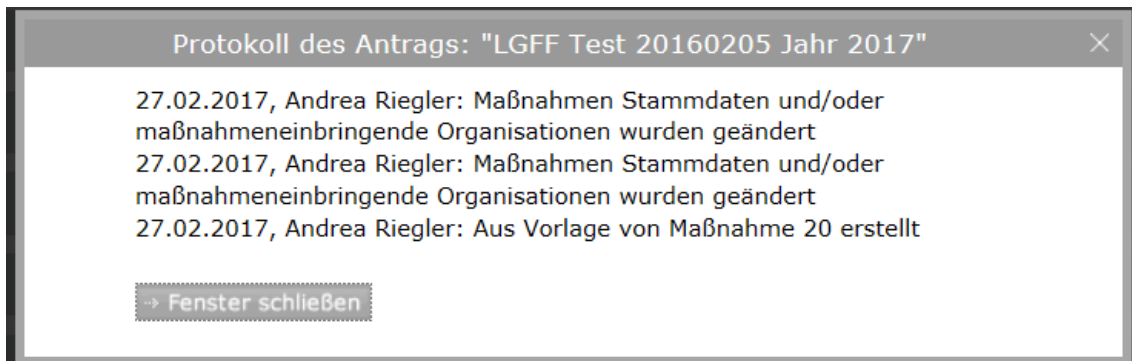 Protokoll des Antrags: "LGFF Test 20160205 Jahr 2017"
27.02.2017, Andrea Riegler: Maßnahmen Stammdaten und/oder
maßnahmeneinbringende Organisationen wurden geändert
27.02.2017, Andrea Riegler: Maßnahmen Stammdaten und/oder
maßnahmeneinbringende Organisationen wurden geändert
27.02.2017, Andrea Riegler: Aus Vorlage von Maßnahme 20 erstellt
Fenster schließen